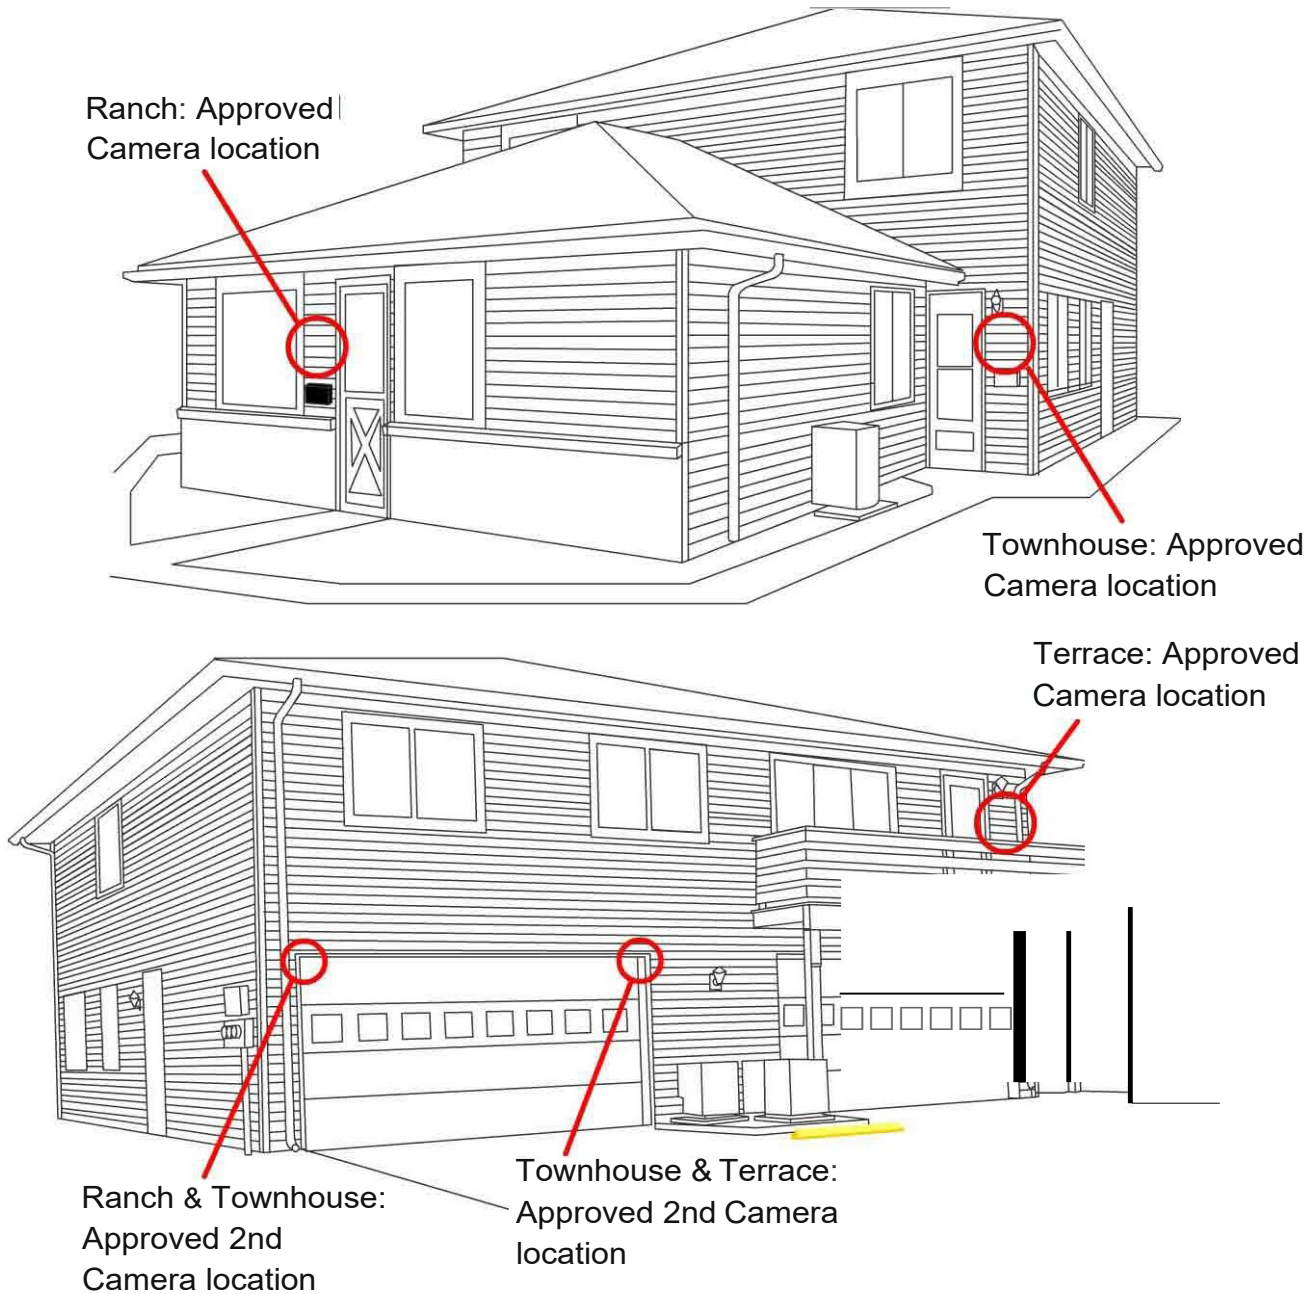 Ranch: Approved
Camera location
Townhouse: Approved
Camera location
Terrace: Approved
Camera location
Ranch & Townhouse:
Approved 2nd
Camera location
Townhouse & Terrace:
Approved 2nd Camera
location